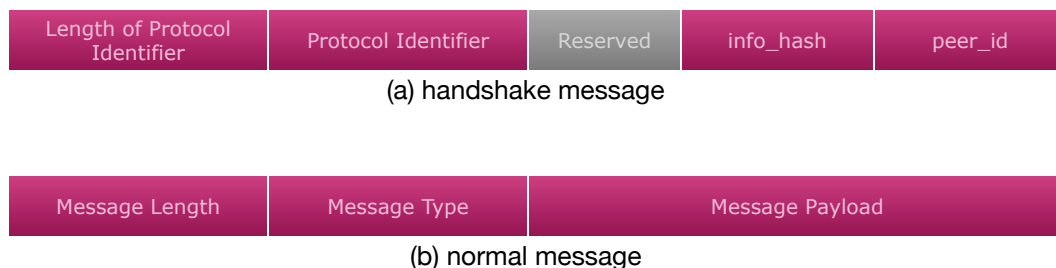 Length of Protocol
Identifier
Protocol Identifier
Reserved
info_hash
peer_id
(a) handshake message
Message Length
Message Type
Message Payload
(b) normal message